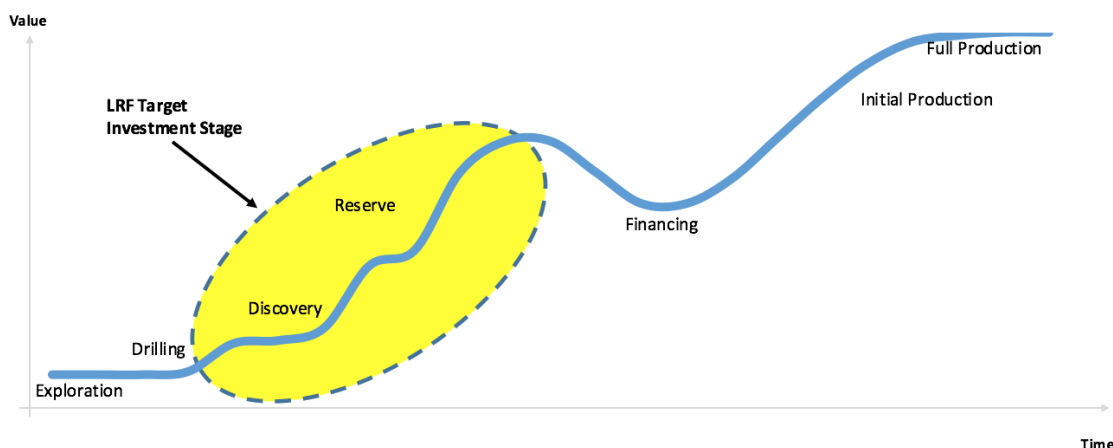 Value
LRF Target
Investment Stage
Full Production
Initial Production
Reserve
Financing
Discovery
Drilling
Exploration
Time